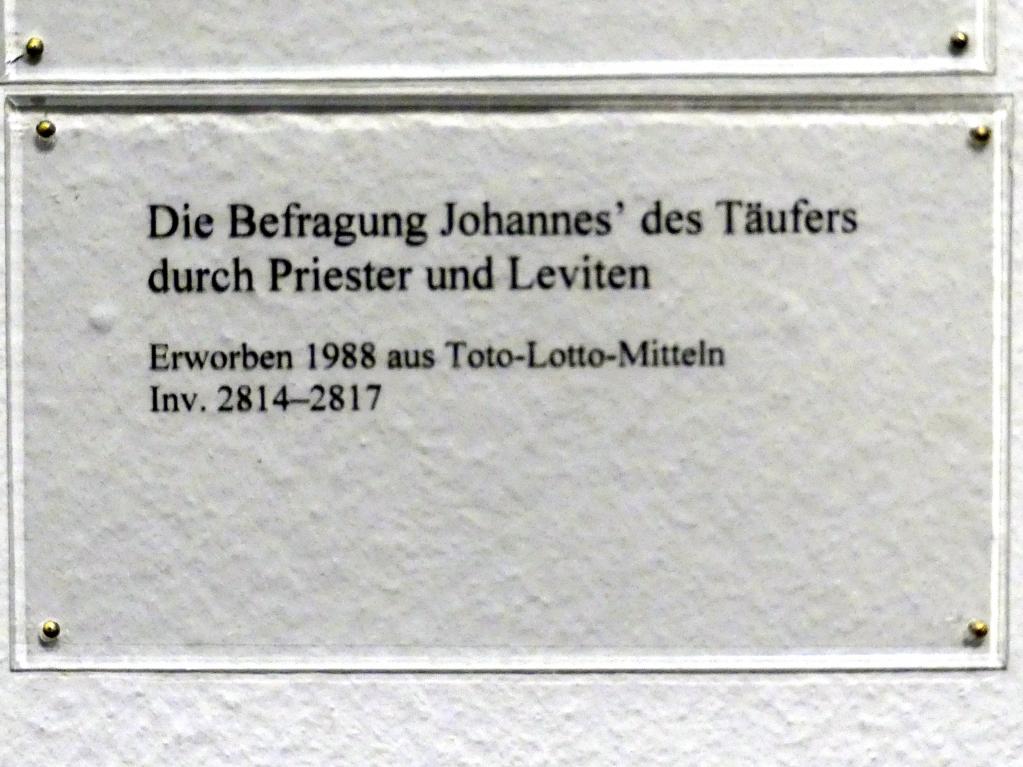 Die Befragung Johannes’ des Täufers
durch Priester und Leviten
Erworben 1988 aus Toto-Lotto-Mitteln
Inv. 2814–2817